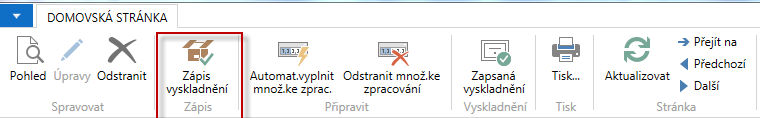 DOMOVSKÁ STRÁNKA
Pohled Úpravy Odstranit
Spravovat
Zápis
vyskladnění
Zápis
Automat.vyplnit
množ.ke zprac.
Odstranit množ.ke
zpracování
Připravit
Zapsaná
vyskladnění
Vyskladnění
Tisk...
Tisk
Aktualizovat
Přejít na
Předchozí
Další
Stránka